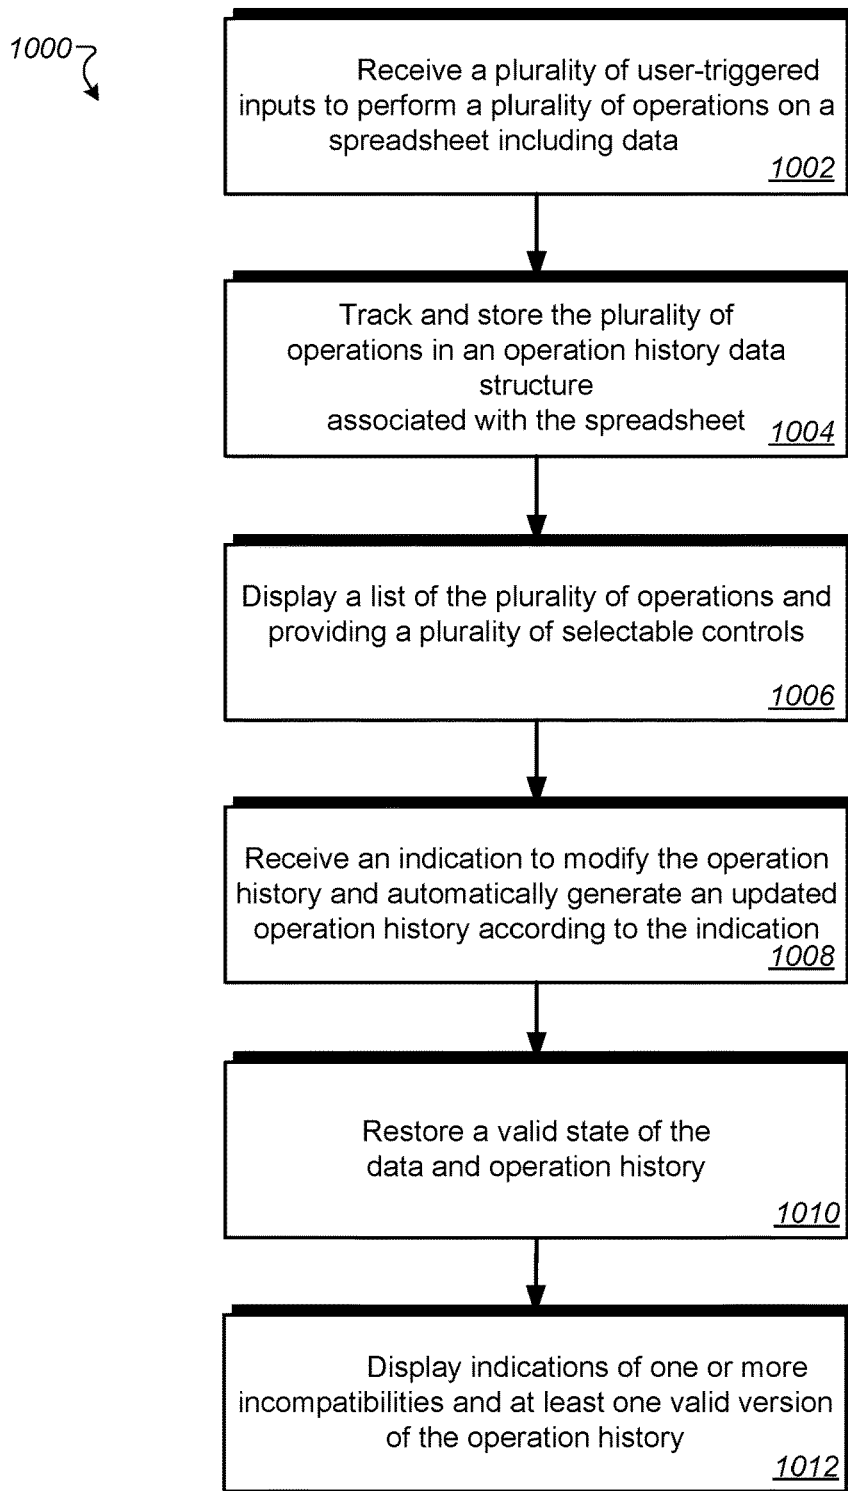 1000
Receive a plurality of user-triggered
inputs to perform a plurality of operations on a
spreadsheet including data
1002
Track and store the plurality of
operations in an operation history data
structure
associated with the spreadsheet
1004
Display a list of the plurality of operations and
providing a plurality of selectable controls
1006
Receive an indication to modify the operation
history and automatically generate an updated
operation history according to the indication
1008
Restore a valid state of the
data and operation history
1010
Display indications of one or more
incompatibilities and at least one valid version
of the operation history
1012